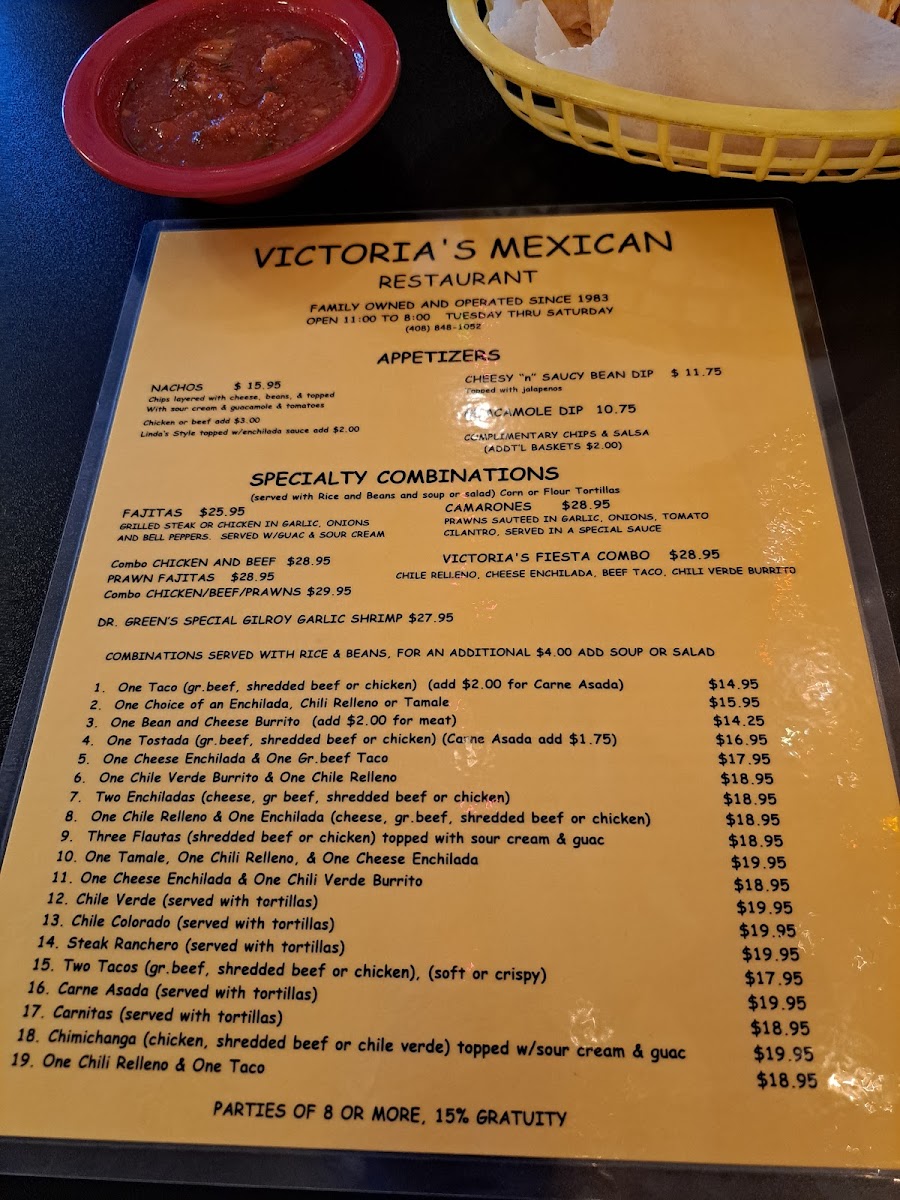 VICTORIA'S MEXICAN
RESTAURANT
FAMILY OWNED AND OPERATED SINCE 1983
OPEN 11:00 TO 8:00 TUESDAY THRU SATURDAY
(408) 848-1052
APPETIZERS
NACHOS $ 15.95
Chips layered with cheese, beans, & topped
With sour cream & guacamole & tomatoes
Chicken or beef add $3.00
Linda's Style topped w/enchilada sauce add $2.00
CHEESY "n" SAUCY BEAN DIP $ 11.75
Topped with jalapenos
GUACAMOLE DIP 10.75
COMPLIMENTARY CHIPS & SALSA
(ADDT'L BASKETS $2.00)
SPECIALTY COMBINATIONS
(served with Rice and Beans and soup or salad) Corn or Flour Tortillas
FAJITAS $25.95
GRILLED STEAK OR CHICKEN IN GARLIC, ONIONS
AND BELL PEPPERS. SERVED W/GUAC & SOUR CREAM
Combo CHICKEN AND BEEF $28.95
PRAWN FAJITAS $28.95
Combo CHICKEN/BEEF/PRAWNS $29.95
CAMARONES $28.95
PRAWNS SAUTEED IN GARLIC, ONIONS, TOMATO
CILANTRO, SERVED IN A SPECIAL SAUCE
VICTORIA'S FIESTA COMBO $28.95
CHILE RELLENO, CHEESE ENCHILADA, BEEF TACO, CHILI VERDE BURRITO
DR. GREEN'S SPECIAL GILROY GARLIC SHRIMP $27.95
COMBINATIONS SERVED WITH RICE & BEANS, FOR AN ADDITIONAL $4.00 ADD SOUP OR SALAD
1. One Taco (gr.beef, shredded beef or chicken) (add $2.00 for Carne Asada) $14.95
2. One Choice of an Enchilada, Chili Relleno or Tamale $15.95
3. One Bean and Cheese Burrito (add $2.00 for meat) $14.25
4. One Tostada (gr.beef, shredded beef or chicken) (Carne Asada add $1.75) $16.95
5. One Cheese Enchilada & One Gr.beef Taco $17.95
6. One Chile Verde Burrito & One Chile Relleno $18.95
7. Two Enchiladas (cheese, gr beef, shredded beef or chicken) $18.95
8. One Chile Relleno & One Enchilada (cheese, gr.beef, shredded beef or chicken) $18.95
9. Three Flautas (shredded beef or chicken) topped with sour cream & guac $18.95
10. One Tamale, One Chili Relleno, & One Cheese Enchilada $19.95
11. One Cheese Enchilada & One Chili Verde Burrito $18.95
12. Chile Verde (served with tortillas) $19.95
13. Chile Colorado (served with tortillas) $19.95
14. Steak Ranchero (served with tortillas) $19.95
15. Two Tacos (gr.beef, shredded beef or chicken), (soft or crispy) $17.95
16. Carne Asada (served with tortillas) $19.95
17. Carnitas (served with tortillas) $18.95
18. Chimichanga (chicken, shredded beef or chile verde) topped w/sour cream & guac $19.95
19. One Chili Relleno & One Taco $18.95
PARTIES OF 8 OR MORE, 15% GRATUITY